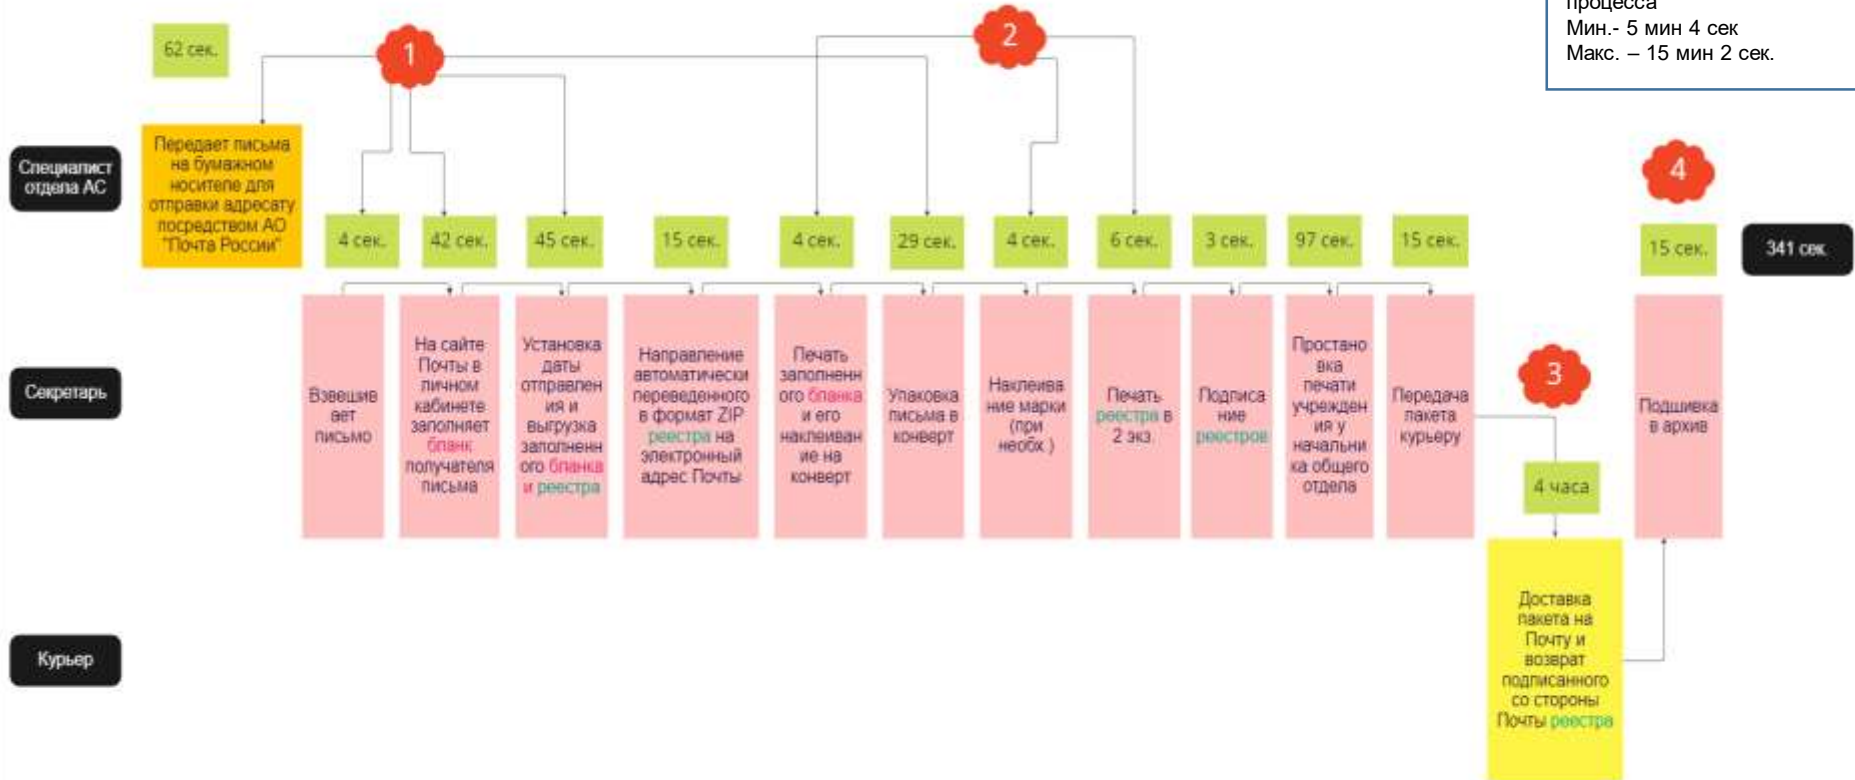 процесса
Мин.- 5 мин 4 сек
Макс. – 15 мин 2 сек.
62 сек.
1
2
Специалист
отдела АС
Передает письма
на бумажном
носителе для
отправки адресату
посредством АО
"Почта России"
4
4 сек.
42 сек.
45 сек.
15 сек.
4 сек.
29 сек.
4 сек.
6 сек.
3 сек.
97 сек.
15 сек.
15 сек.
341 сек.
Секретарь
Взвешив
ает
письмо
На сайте
Почты в
личном
кабинете
заполняет
бланк
получателя
письма
Установка
даты
отправлен
ия и
выгрузка
заполненн
ого бланка
и реестра
Направление
автоматически
переведенного
в формат ZIP
реестра на
электронный
адрес Почты
Печать
заполненн
ого бланка
и его
наклеиван
ие на
конверт
Упаковка
письма в
конверт
Наклеива
ние марки
(при
необх.)
Печать
реестра в
2 экз.
Подписа
ние
реестров
Простано
вка
печати
учрежден
ия у
начальни
ка общего
отдела
Передача
пакета
курьеру
3
4 часа
Подшивка
в архив
Курьер
Доставка
пакета на
Почту и
возврат
подписанного
со стороны
Почты реестра